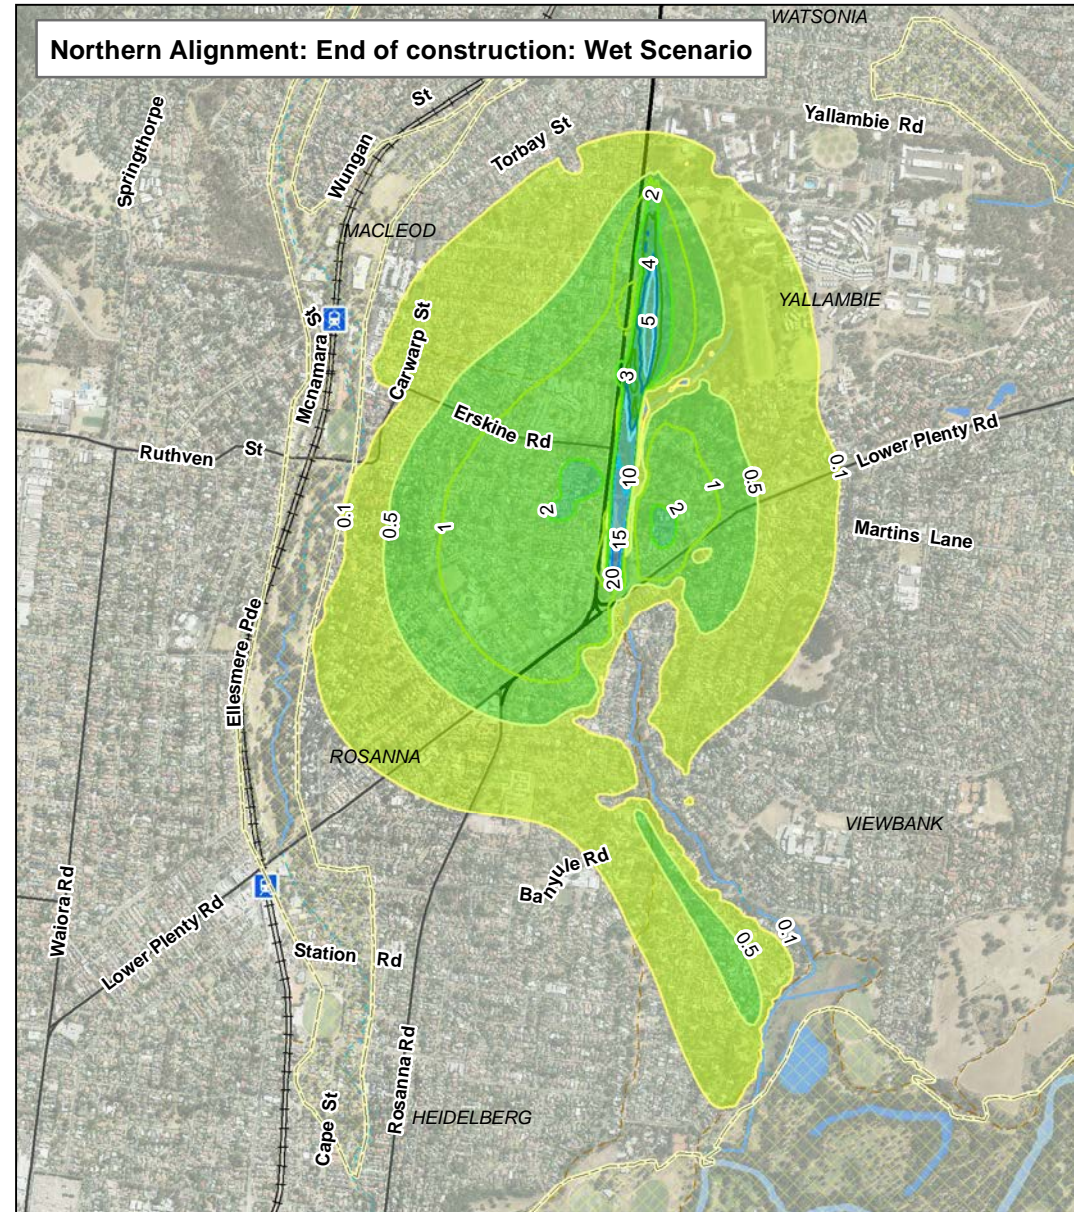 WATSONIA
Northern Alignment: End of construction: Wet Scenario
Springthorpe
Wungan St
Torbay St
Yallambie Rd
2
MACLEOD
4
YALLAMBIE
Mcnamara St
Carwarp St
5
3
Erskine Rd
Lower Plenty Rd
Ruthven St
0.1
0.5
1
2
10
2
1
0.5
0.1
15
20
Martins Lane
Ellesmere Pde
ROSANNA
VIEWBANK
Banyule Rd
Waiora Rd
Lower Plenty Rd
Station Rd
0.5
0.1
Rosanna Rd
Cape St
HEIDELBERG